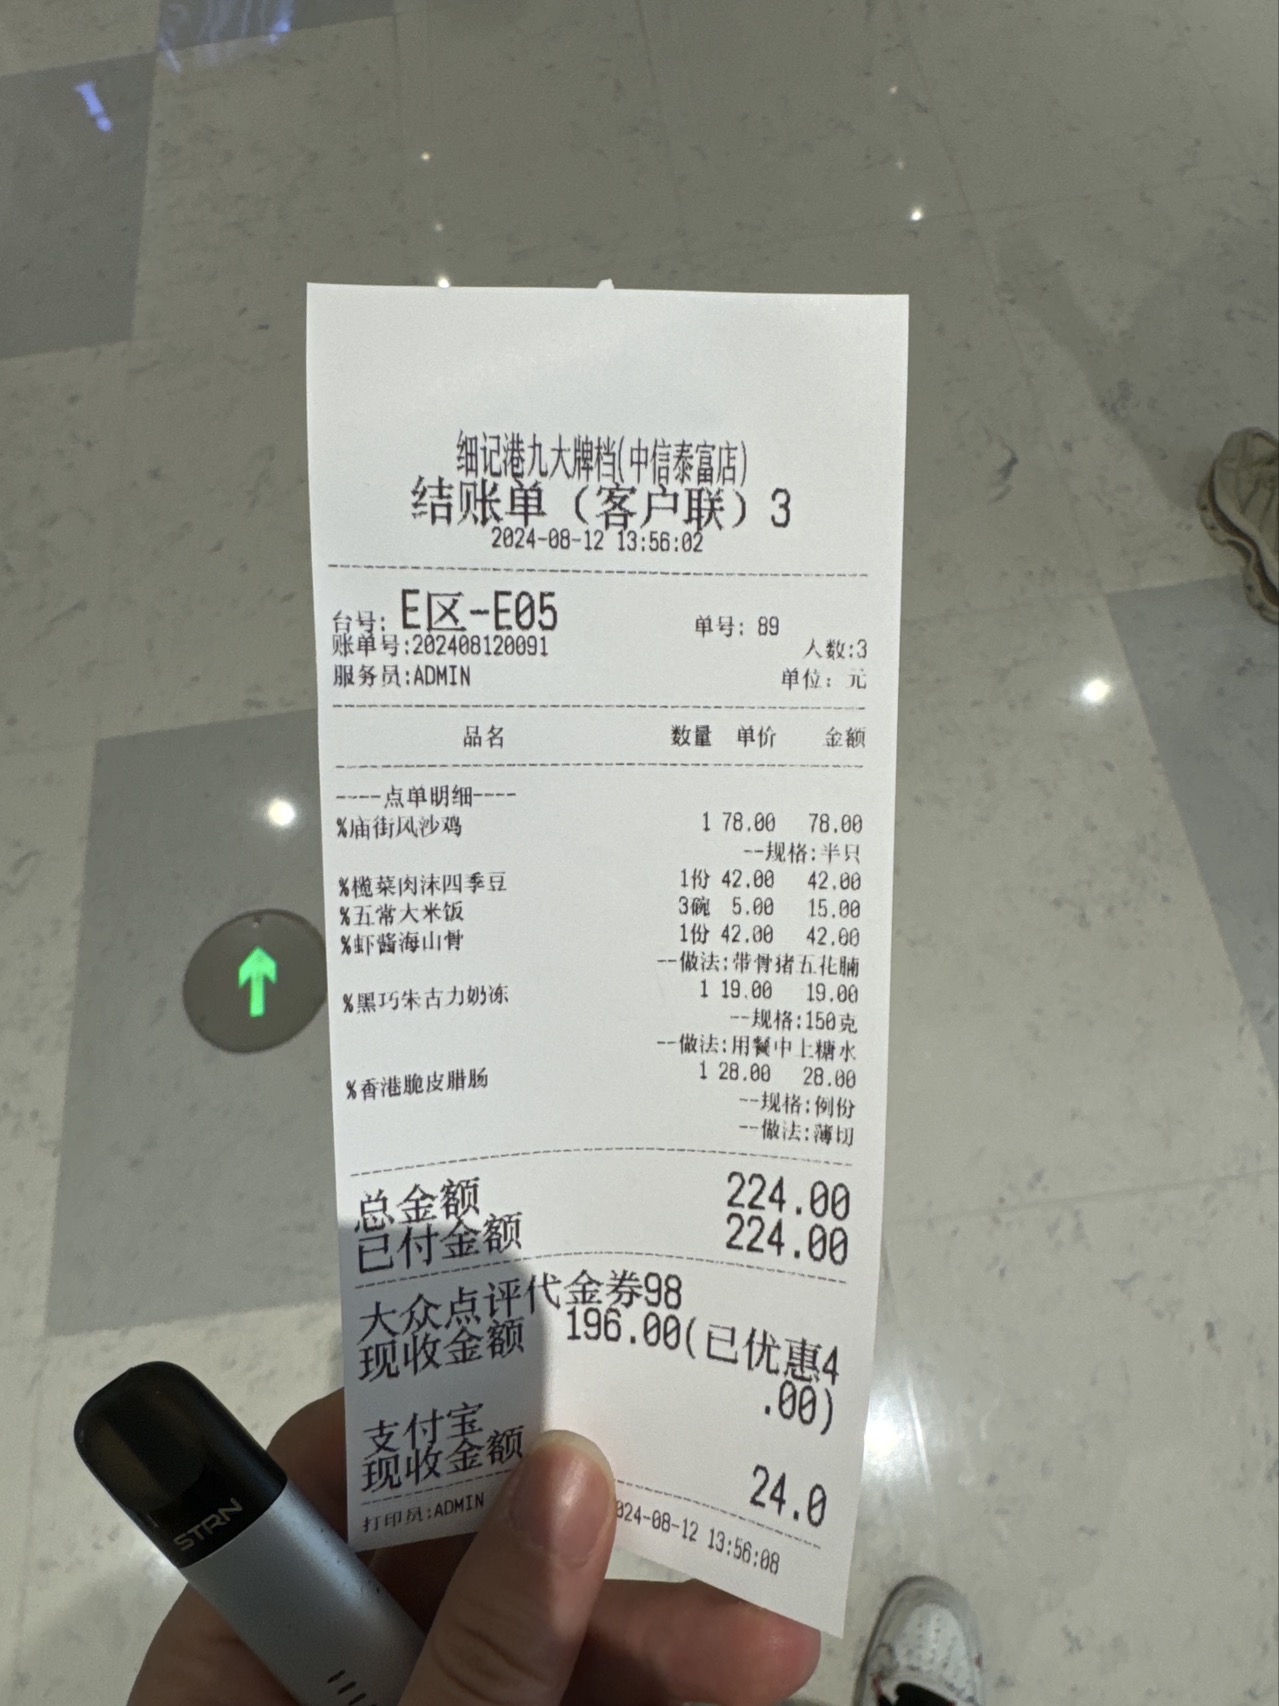 细记港九大牌档(中信泰富店)
结账单（客户联）3
2024-08-12 13:56:02
台号: E区-E05 单号: 89
账单号:202408120091 人数:3
服务员:ADMIN 单位: 元
品名 数量 单价 金额
----点单明细----
%庙街风沙鸡 1 78.00 78.00
--规格:半只
%榄菜肉沫四季豆 1份 42.00 42.00
%五常大米饭 3碗 5.00 15.00
%虾酱海山骨 1份 42.00 42.00
--做法:带骨猪五花腩
%黑巧朱古力奶冻 1 19.00 19.00
--规格:150克
--做法:用餐中上糖水
%香港脆皮腊肠 1 28.00 28.00
--规格:例份
--做法:薄切
总金额 224.00
已付金额 224.00
大众点评代金券98
现收金额 196.00(已优惠4
.00)
支付宝
现收金额 24.0
打印员:ADMIN 024-08-12 13:56:08
STRN